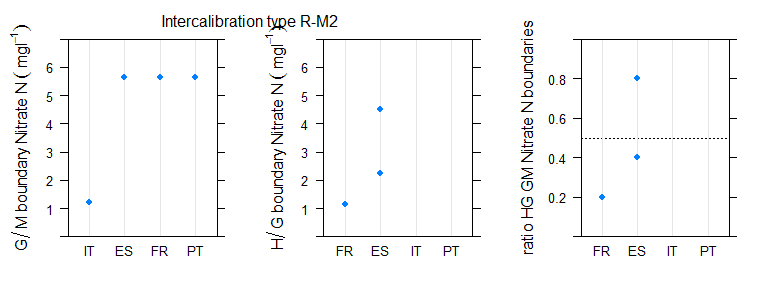 Intercalibration type R-M2
G/M boundary Nitrate N ( mgl⁻¹)
6
5
4
3
2
1
IT ES FR PT
H/G boundary Nitrate N ( mgl⁻¹)
6
5
4
3
2
1
FR ES IT PT
ratio HG GM Nitrate N boundaries
0.8
0.6
0.4
0.2
FR ES IT PT